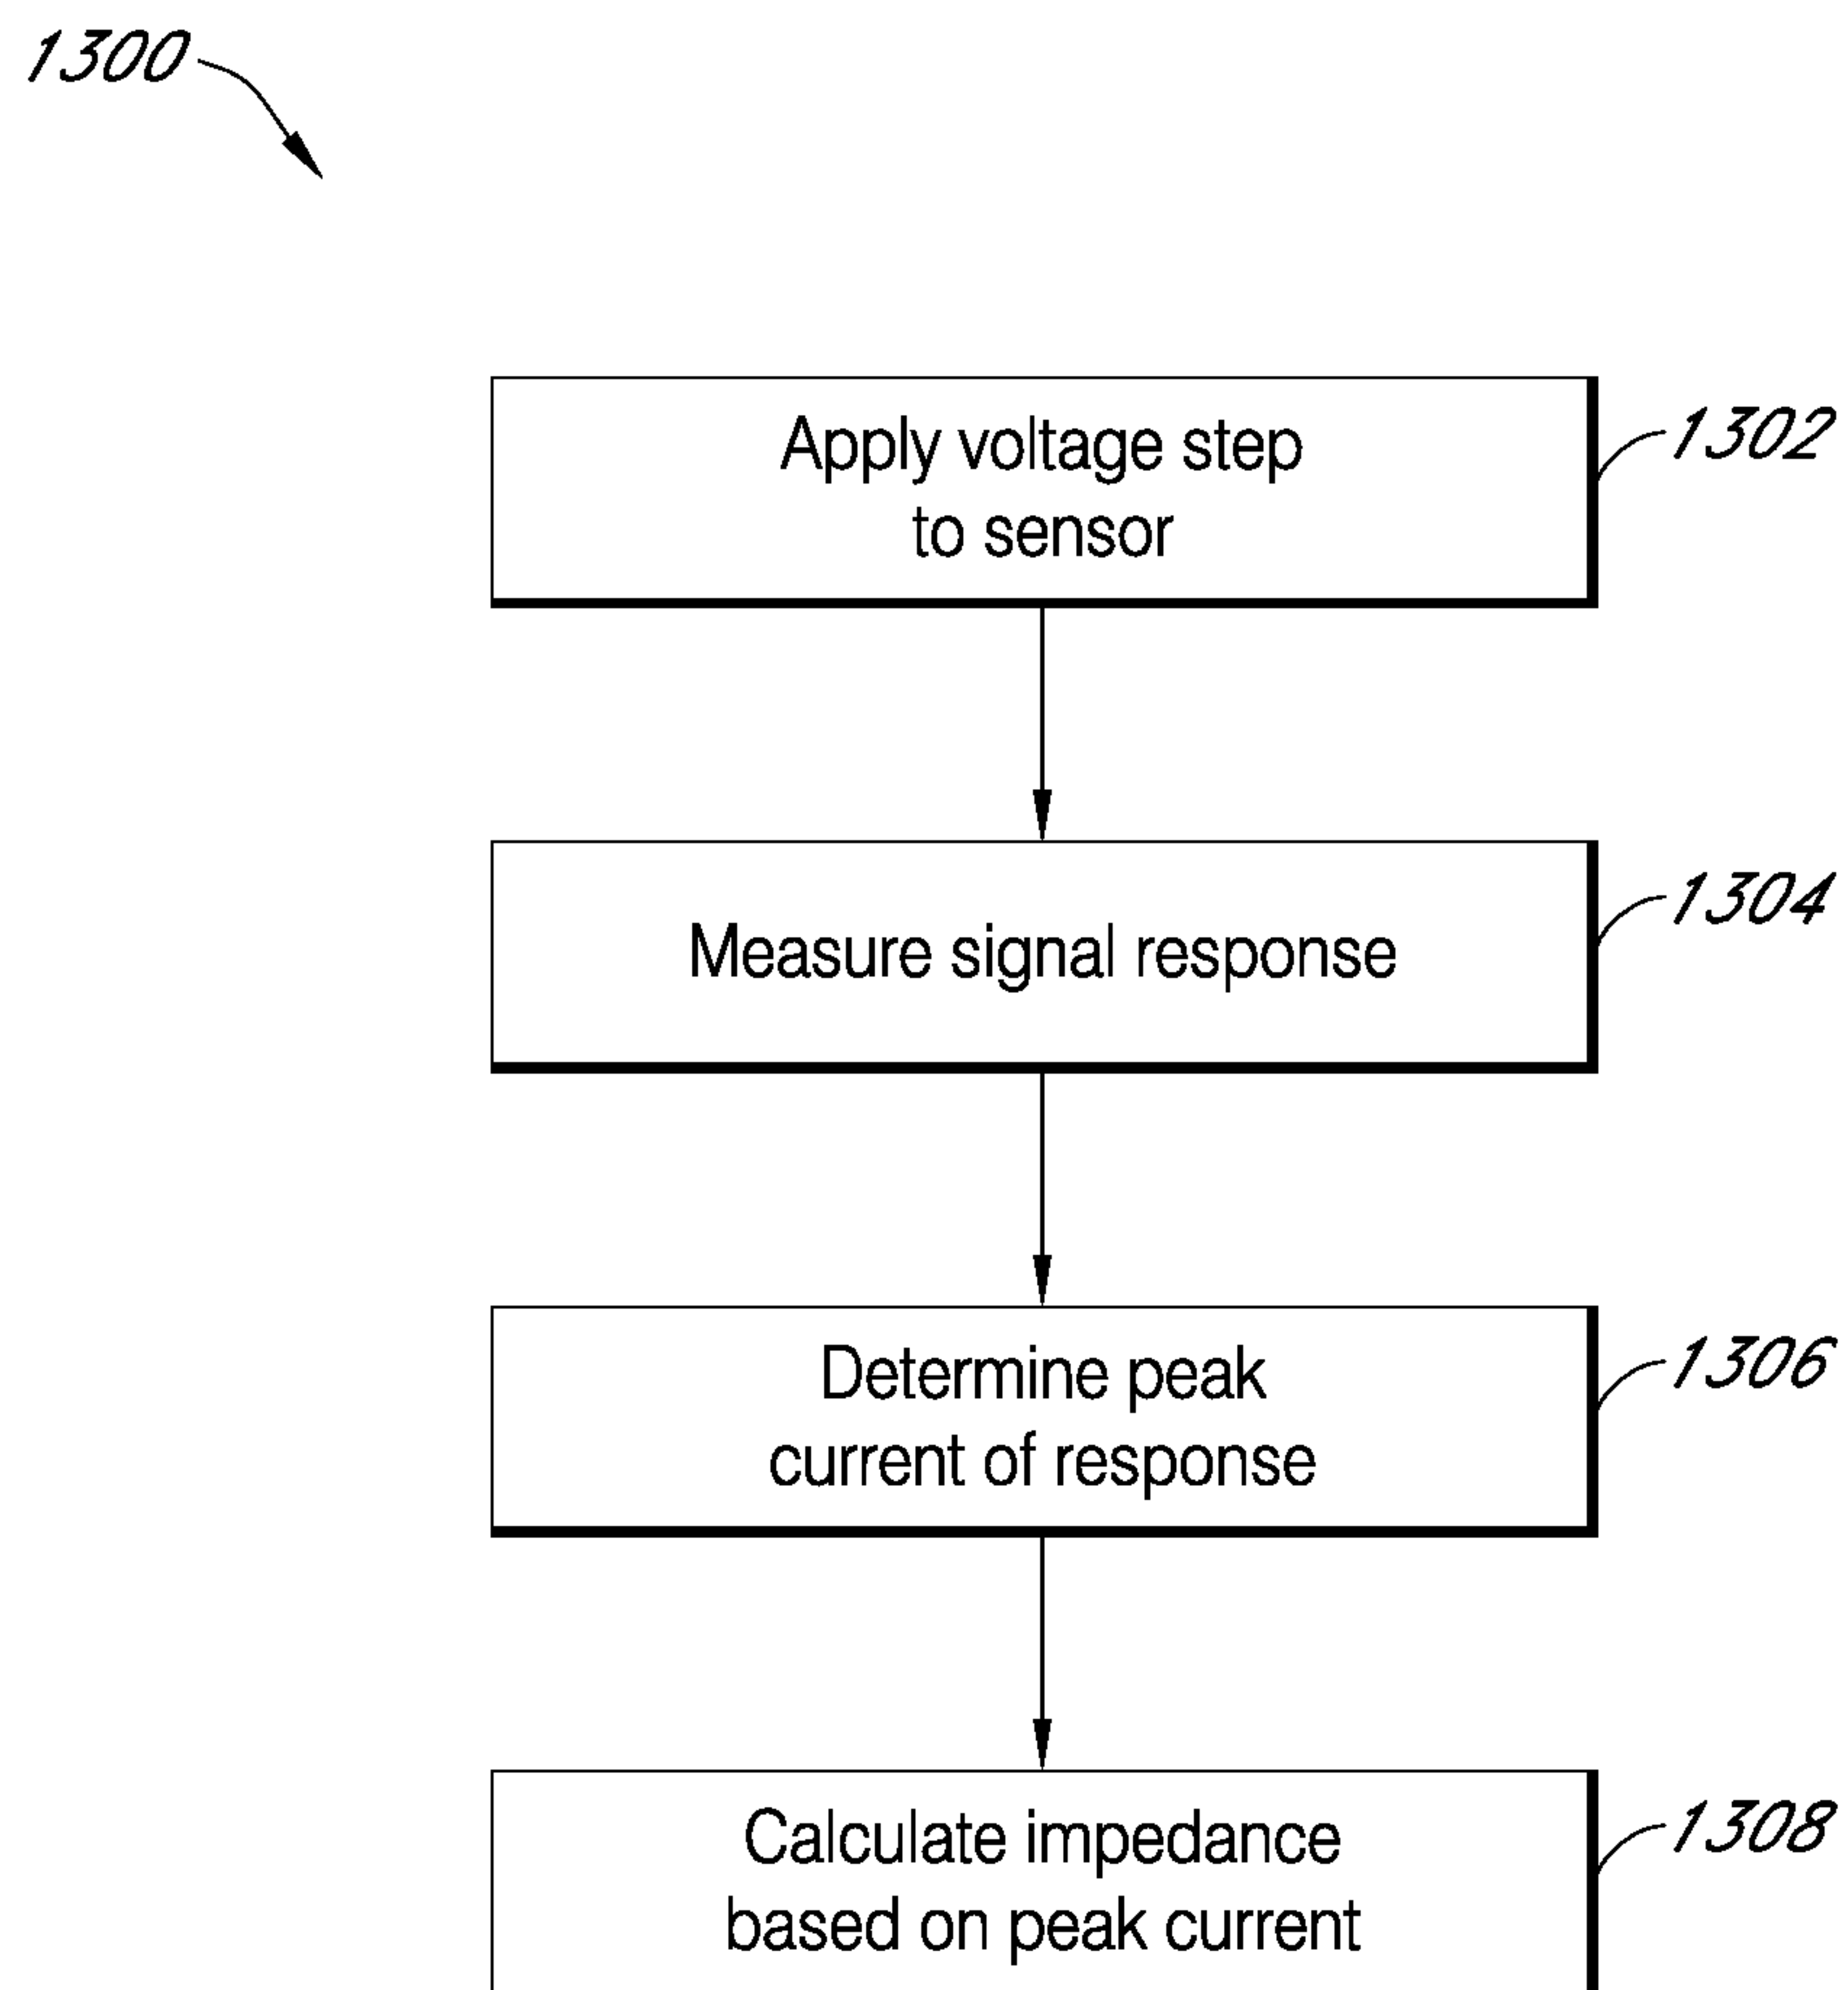 1300
Apply voltage step
to sensor
1302
Measure signal response
1304
Determine peak
current of response
1306
Calculate impedance
based on peak current
1308